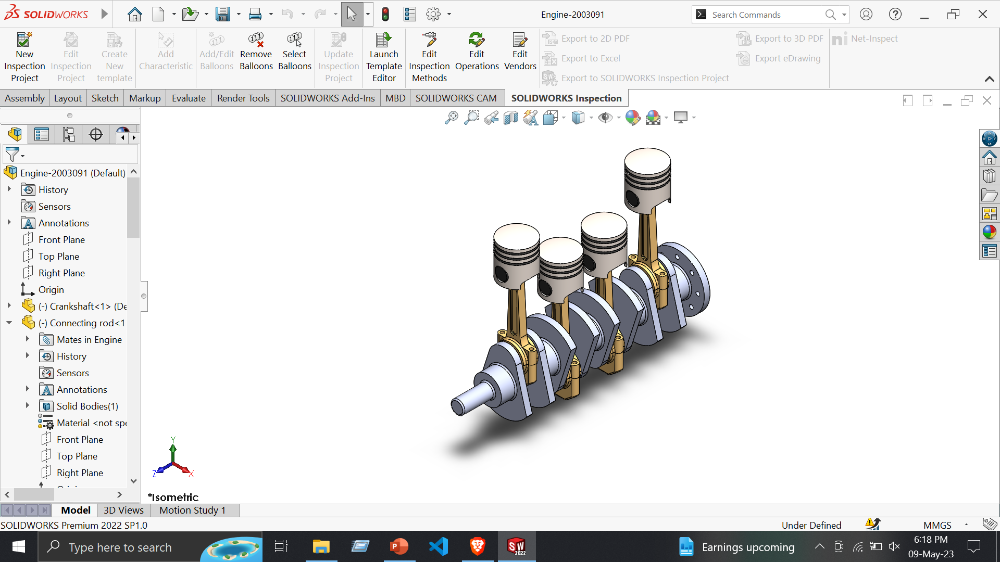 SOLIDWORKS
Engine-2003091
Search Commands
New Inspection Project
Edit Inspection Project
Create New template
Add Characteristic
Add/Edit Balloons
Remove Balloons
Select Balloons
Update Inspection Project
Launch Template Editor
Edit Inspection Methods
Edit Operations
Edit Vendors
Export to 2D PDF
Export to Excel
Export to SOLIDWORKS Inspection Project
Export to 3D PDF
Export eDrawing
Net-Inspect
Assembly
Layout
Sketch
Markup
Evaluate
Render Tools
SOLIDWORKS Add-Ins
MBD
SOLIDWORKS CAM
SOLIDWORKS Inspection
Engine-2003091 (Default)
History
Sensors
Annotations
Front Plane
Top Plane
Right Plane
Origin
(-) Crankshaft<1> (De
(-) Connecting rod<1
Mates in Engine
History
Sensors
Annotations
Solid Bodies(1)
Material <not spe
Front Plane
Top Plane
Right Plane
Y
Z
X
*Isometric
Model
3D Views
Motion Study 1
SOLIDWORKS Premium 2022 SP1.0
Under Defined
MMGS
Type here to search
SW 2022
Earnings upcoming
6:18 PM
09-May-23